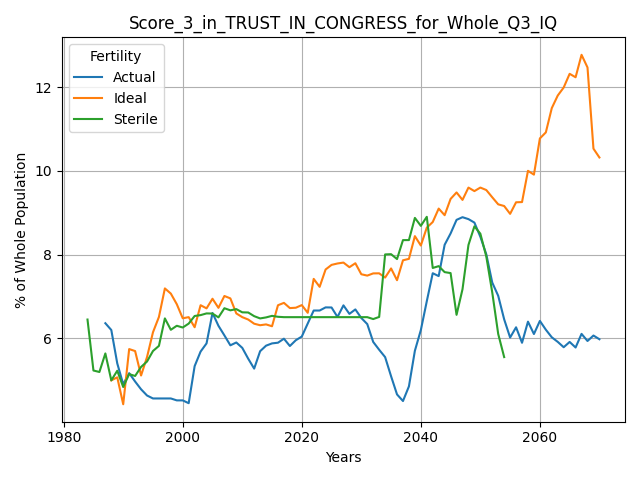 Score_3_in_TRUST_IN_CONGRESS_for_Whole_Q3_IQ
Fertility
Actual
Ideal
Sterile
% of Whole Population
12
10
8
6
1980 2000 2020 2040 2060
Years